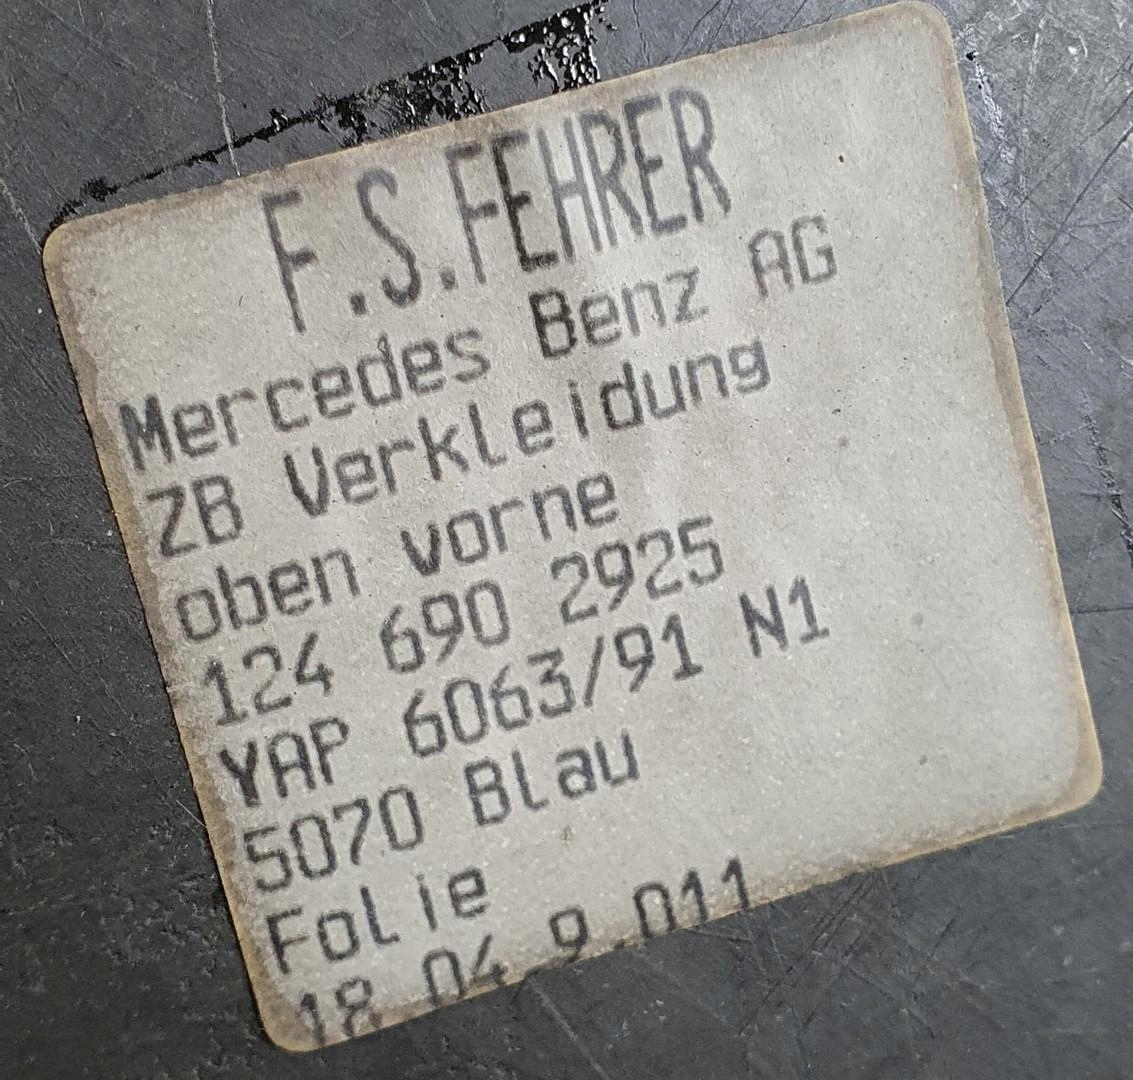 F.S.FEHRER
Mercedes Benz AG
ZB Verkleidung
oben vorne
124 690 2925
YAP 6063/91 N1
5070 Blau
Folie
18 04 9.011